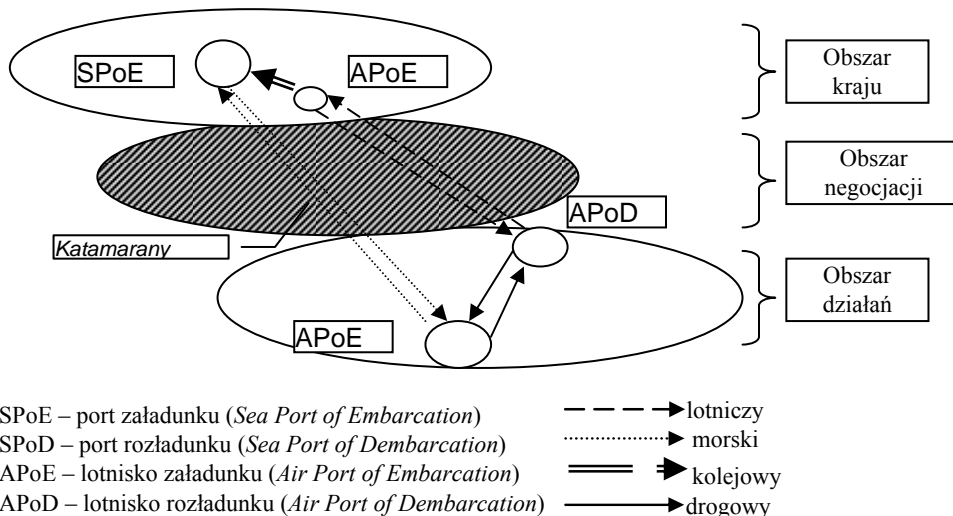 SPoE
APoE
Obszar
kraju
Obszar
negocjacji
APoD
Katamarany
Obszar
działań
APoE
SPoE – port załadunku (Sea Port of Embarcation)
SPoD – port rozładunku (Sea Port of Dembarcation)
APoE – lotnisko załadunku (Air Port of Embarcation)
APoD – lotnisko rozładunku (Air Port of Dembarcation)
lotniczy
morski
kolejowy
drogowy